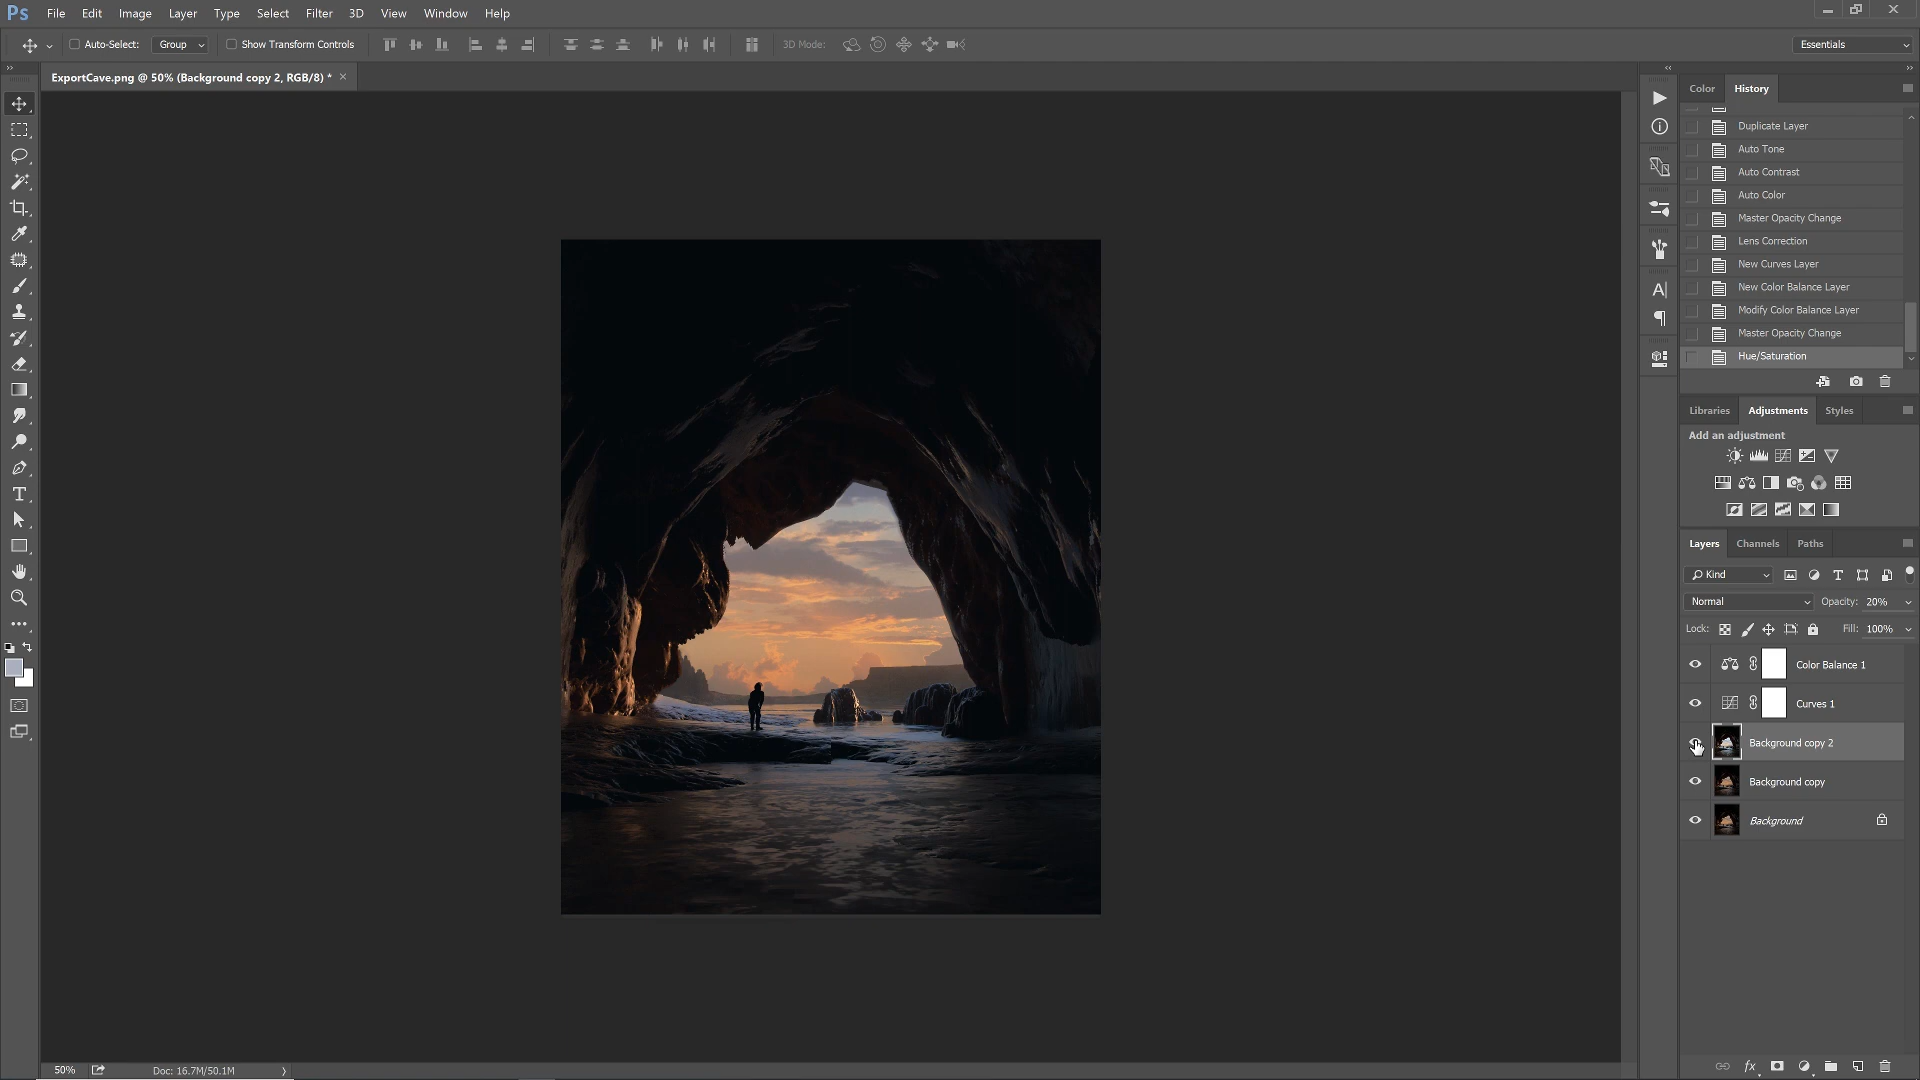 Ps File Edit Image Layer Type Select Filter 3D View Window Help
Auto-Select: Group Show Transform Controls 3D Mode: Essentials
ExportCave.png @ 50% (Background copy 2, RGB/8) *
Color History
Duplicate Layer
Auto Tone
Auto Contrast
Auto Color
Master Opacity Change
Lens Correction
New Curves Layer
New Color Balance Layer
Modify Color Balance Layer
Master Opacity Change
Hue/Saturation
Libraries Adjustments Styles
Add an adjustment
Layers Channels Paths
Kind
Normal Opacity: 20%
Lock: Fill: 100%
Color Balance 1
Curves 1
Background copy 2
Background copy
Background
50% Doc: 16.7M/50.1M